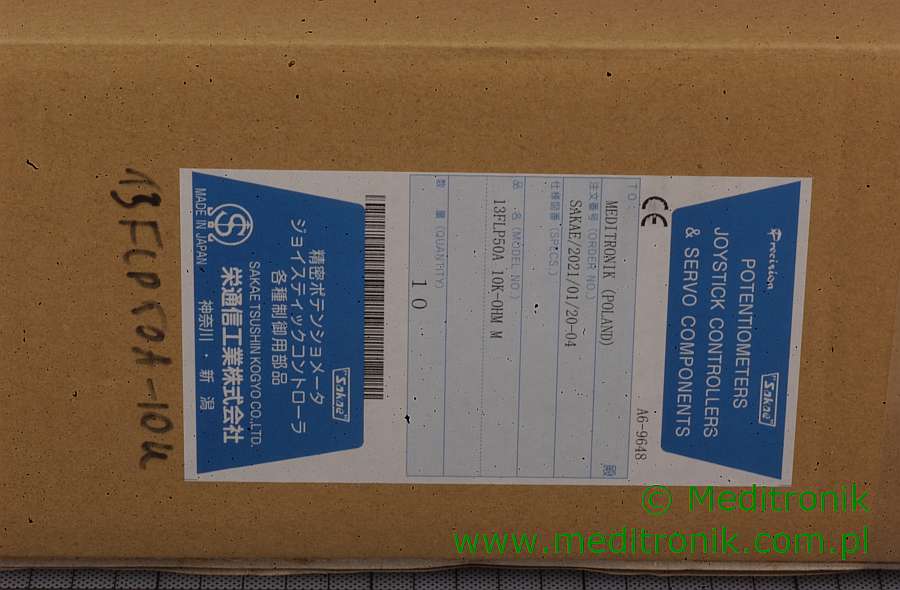 Precision
POTENTIOMETERS
JOYSTICK CONTROLLERS
& SERVO COMPONENTS
Sakae
CE
A6-9648
TO:
MEDITRONIK (POLAND)
殿
注文番号 (ORDER NO.)
SAKAE/2021/01/20-04
仕様図番 (SPECS.)
品 名 (MODEL NO.)
13FLP50A 10K-OHM M
数 量 (QUANTITY)
10
Sakae
精密ポテンショメータ
ジョイスティックコントローラ
各種制御用部品
SAKAE TSUSHIN KOGYO CO.,LTD.
栄通信工業株式会社
神奈川・新潟
MADE IN JAPAN
13FLP50A-10K
© Meditronik
www.meditronik.com.pl